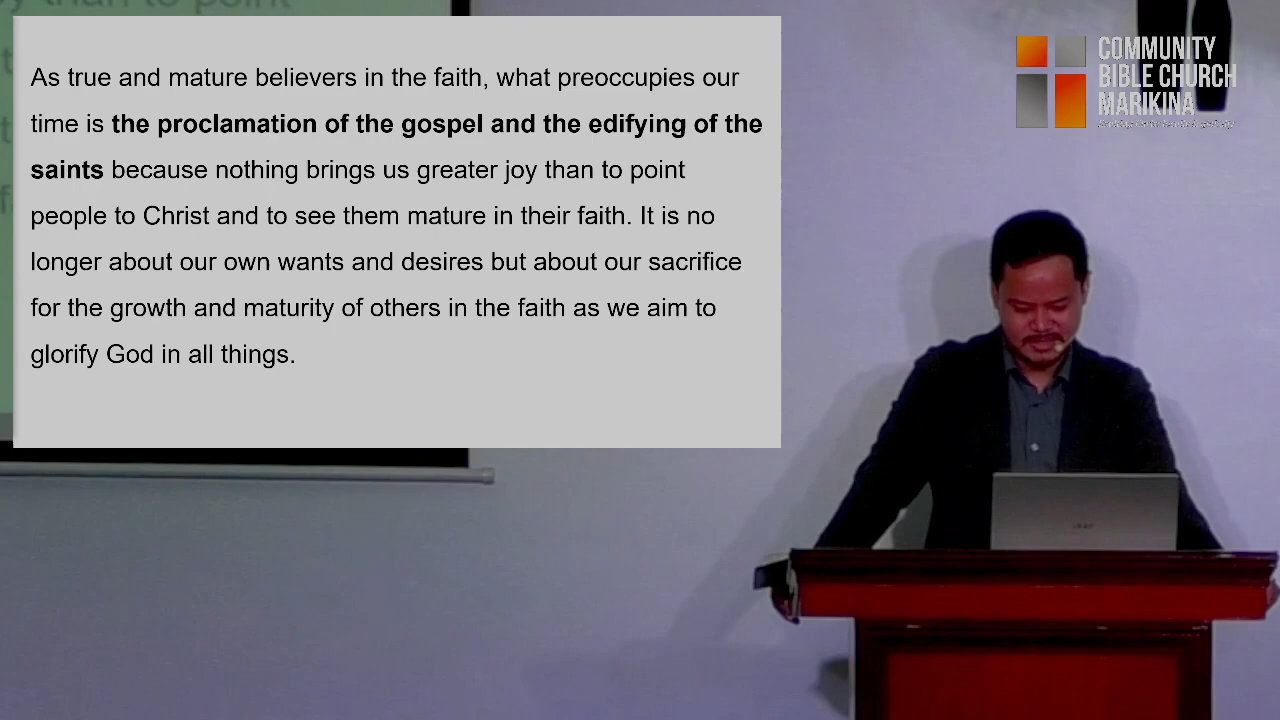 As true and mature believers in the faith, what preoccupies our
time is the proclamation of the gospel and the edifying of the
saints because nothing brings us greater joy than to point
people to Christ and to see them mature in their faith. It is no
longer about our own wants and desires but about our sacrifice
for the growth and maturity of others in the faith as we aim to
glorify God in all things.
COMMUNITY
BIBLE CHURCH
MARIKINA
acer